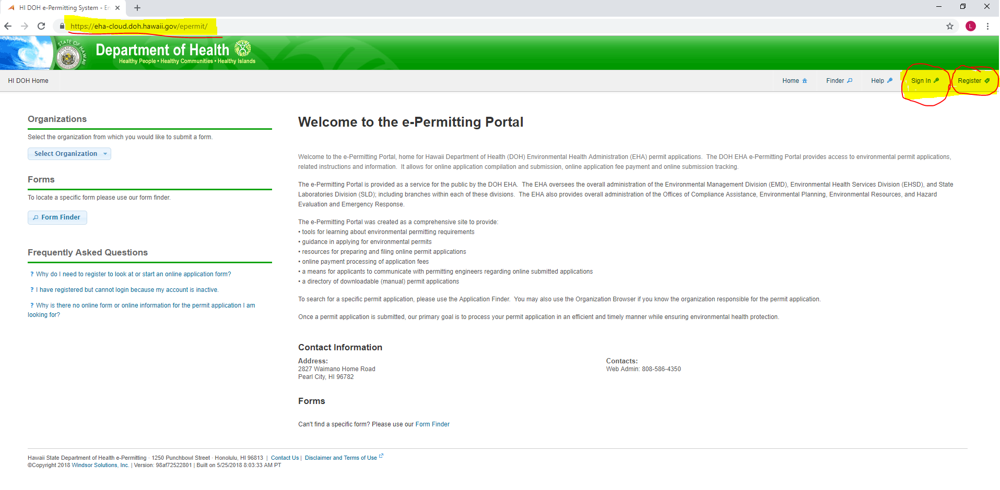 HI DOH e-Permitting System - En
https://eha-cloud.doh.hawaii.gov/epermit/
L
STATE OF HAWAII
Department of Health
Healthy People • Healthy Communities • Healthy Islands
HI DOH Home
Home
Finder
Help
Sign In
Register
Organizations
Select the organization from which you would like to submit a form.
Select Organization
Forms
To locate a specific form please use our form finder.
Form Finder
Frequently Asked Questions
? Why do I need to register to look at or start an online application form?
? I have registered but cannot login because my account is inactive.
? Why is there no online form or online information for the permit application I am
looking for?
Welcome to the e-Permitting Portal
Welcome to the e-Permitting Portal, home for Hawaii Department of Health (DOH) Environmental Health Administration (EHA) permit applications. The DOH EHA e-Permitting Portal provides access to environmental permit applications,
related instructions and information. It allows for online application compilation and submission, online application fee payment and online submission tracking.
The e-Permitting Portal is provided as a service for the public by the DOH EHA. The EHA oversees the overall administration of the Environmental Management Division (EMD), Environmental Health Services Division (EHSD), and State
Laboratories Division (SLD); including branches within each of these divisions. The EHA also provides overall administration of the Offices of Compliance Assistance, Environmental Planning, Environmental Resources, and Hazard
Evaluation and Emergency Response.
The e-Permitting Portal was created as a comprehensive site to provide:
• tools for learning about environmental permitting requirements
• guidance in applying for environmental permits
• resources for preparing and filing online permit applications
• online payment processing of application fees
• a means for applicants to communicate with permitting engineers regarding online submitted applications
• a directory of downloadable (manual) permit applications
To search for a specific permit application, please use the Application Finder. You may also use the Organization Browser if you know the organization responsible for the permit application.
Once a permit application is submitted, our primary goal is to process your permit application in an efficient and timely manner while ensuring environmental health protection.
Contact Information
Address:
2827 Waimano Home Road
Pearl City, HI 96782
Contacts:
Web Admin: 808-586-4350
Forms
Can't find a specific form? Please use our Form Finder
Hawaii State Department of Health e-Permitting · 1250 Punchbowl Street · Honolulu, HI 96813 | Contact Us | Disclaimer and Terms of Use
©Copyright 2018 Windsor Solutions, Inc. | Version: 98af72522801 | Built on 5/25/2018 8:03:33 AM PT